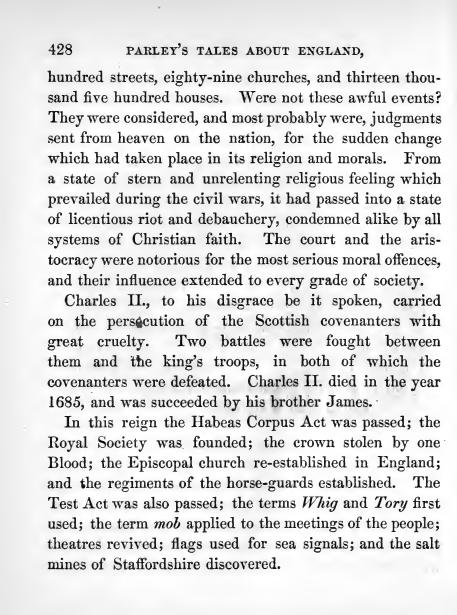 428 PARLEY'S TALES ABOUT ENGLAND,
hundred streets, eighty-nine churches, and thirteen thou-
sand five hundred houses. Were not these awful events?
They were considered, and most probably were, judgments
sent from heaven on the nation, for the sudden change
which had taken place in its religion and morals. From
a state of stern and unrelenting religious feeling which
prevailed during the civil wars, it had passed into a state
of licentious riot and debauchery, condemned alike by all
systems of Christian faith. The court and the aris-
tocracy were notorious for the most serious moral offences,
and their influence extended to every grade of society.
Charles II., to his disgrace be it spoken, carried
on the persecution of the Scottish covenanters with
great cruelty. Two battles were fought between
them and the king's troops, in both of which the
covenanters were defeated. Charles II. died in the year
1685, and was succeeded by his brother James.
In this reign the Habeas Corpus Act was passed; the
Royal Society was founded; the crown stolen by one
Blood; the Episcopal church re-established in England;
and the regiments of the horse-guards established. The
Test Act was also passed; the terms Whig and Tory first
used; the term mob applied to the meetings of the people;
theatres revived; flags used for sea signals; and the salt
mines of Staffordshire discovered.